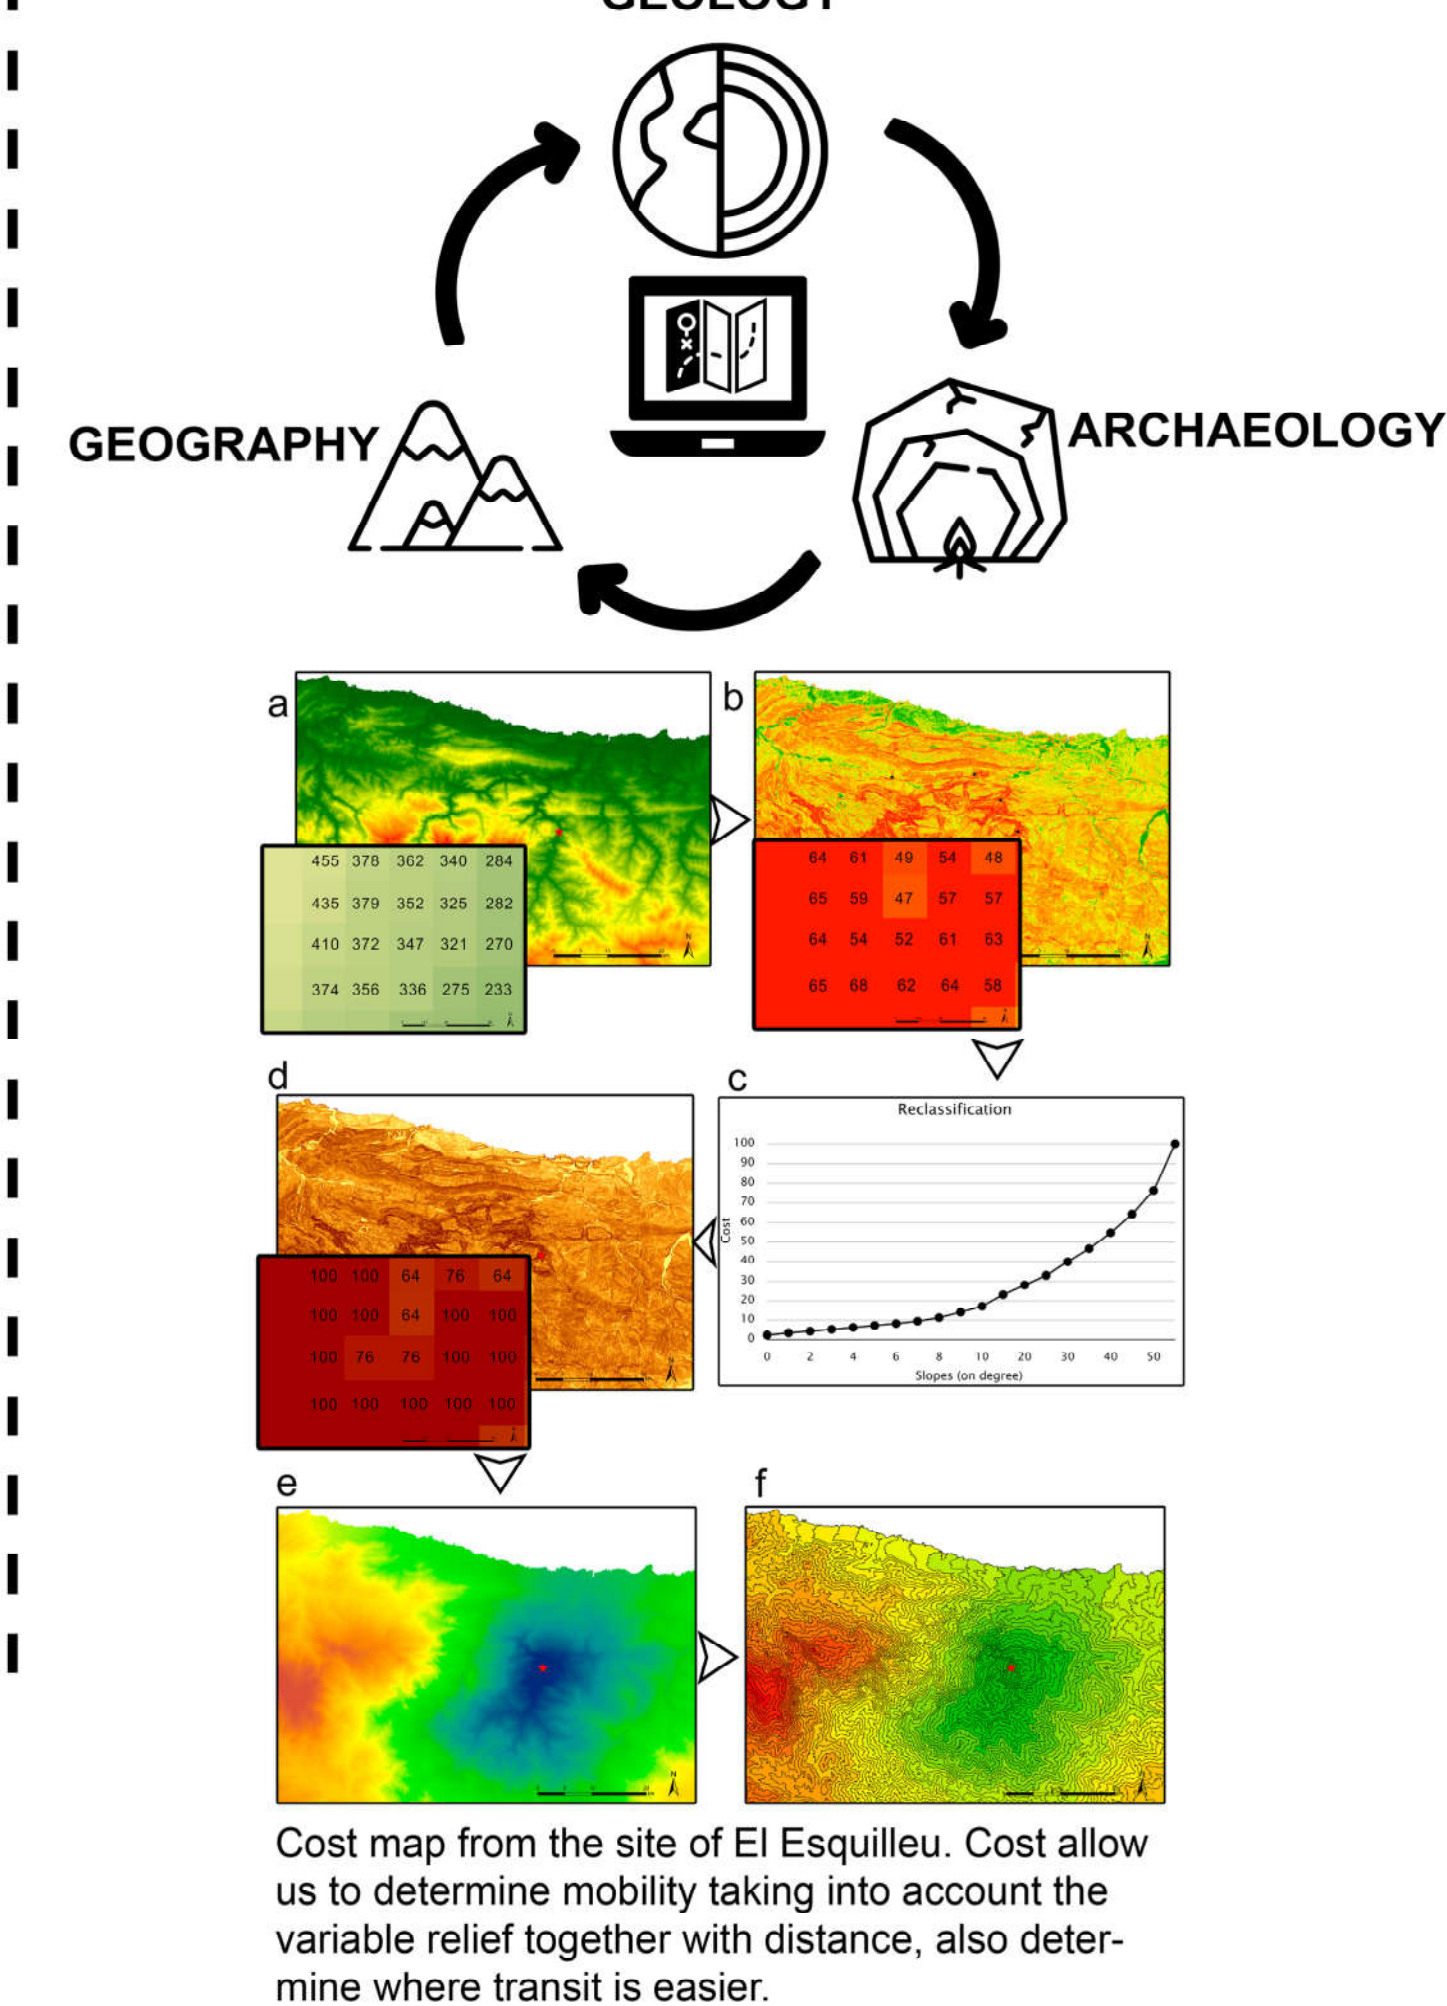 GEOLOGY
GEOGRAPHY
ARCHAEOLOGY
a
455 378 362 340 284
435 379 352 325 282
410 372 347 321 270
374 356 336 275 233
N
b
64 61 49 54 48
65 59 47 57 57
64 54 52 61 63
65 68 62 64 58
N
d
100 100 64 76 64
100 100 64 100 100
100 76 76 100 100
100 100 100 100 100
N
c
Reclassification
100
90
80
70
60
50
40
30
20
10
0
Cost
0 2 4 6 8 10 20 30 40 50
Slopes (on degree)
e
N
f
Cost map from the site of El Esquilleu. Cost allow
us to determine mobility taking into account the
variable relief together with distance, also deter-
mine where transit is easier.